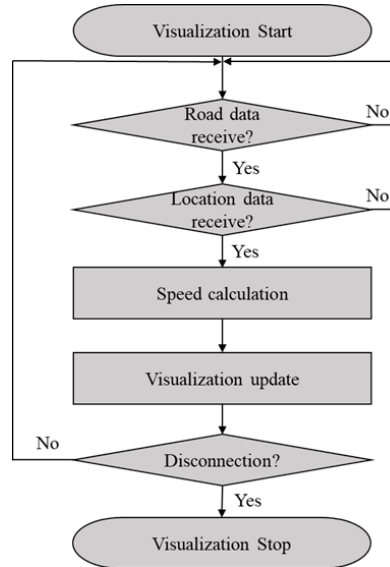 Visualization Start
Road data
receive?
No
Yes
Location data
receive?
No
Yes
Speed calculation
Visualization update
Disconnection?
No
Yes
Visualization Stop